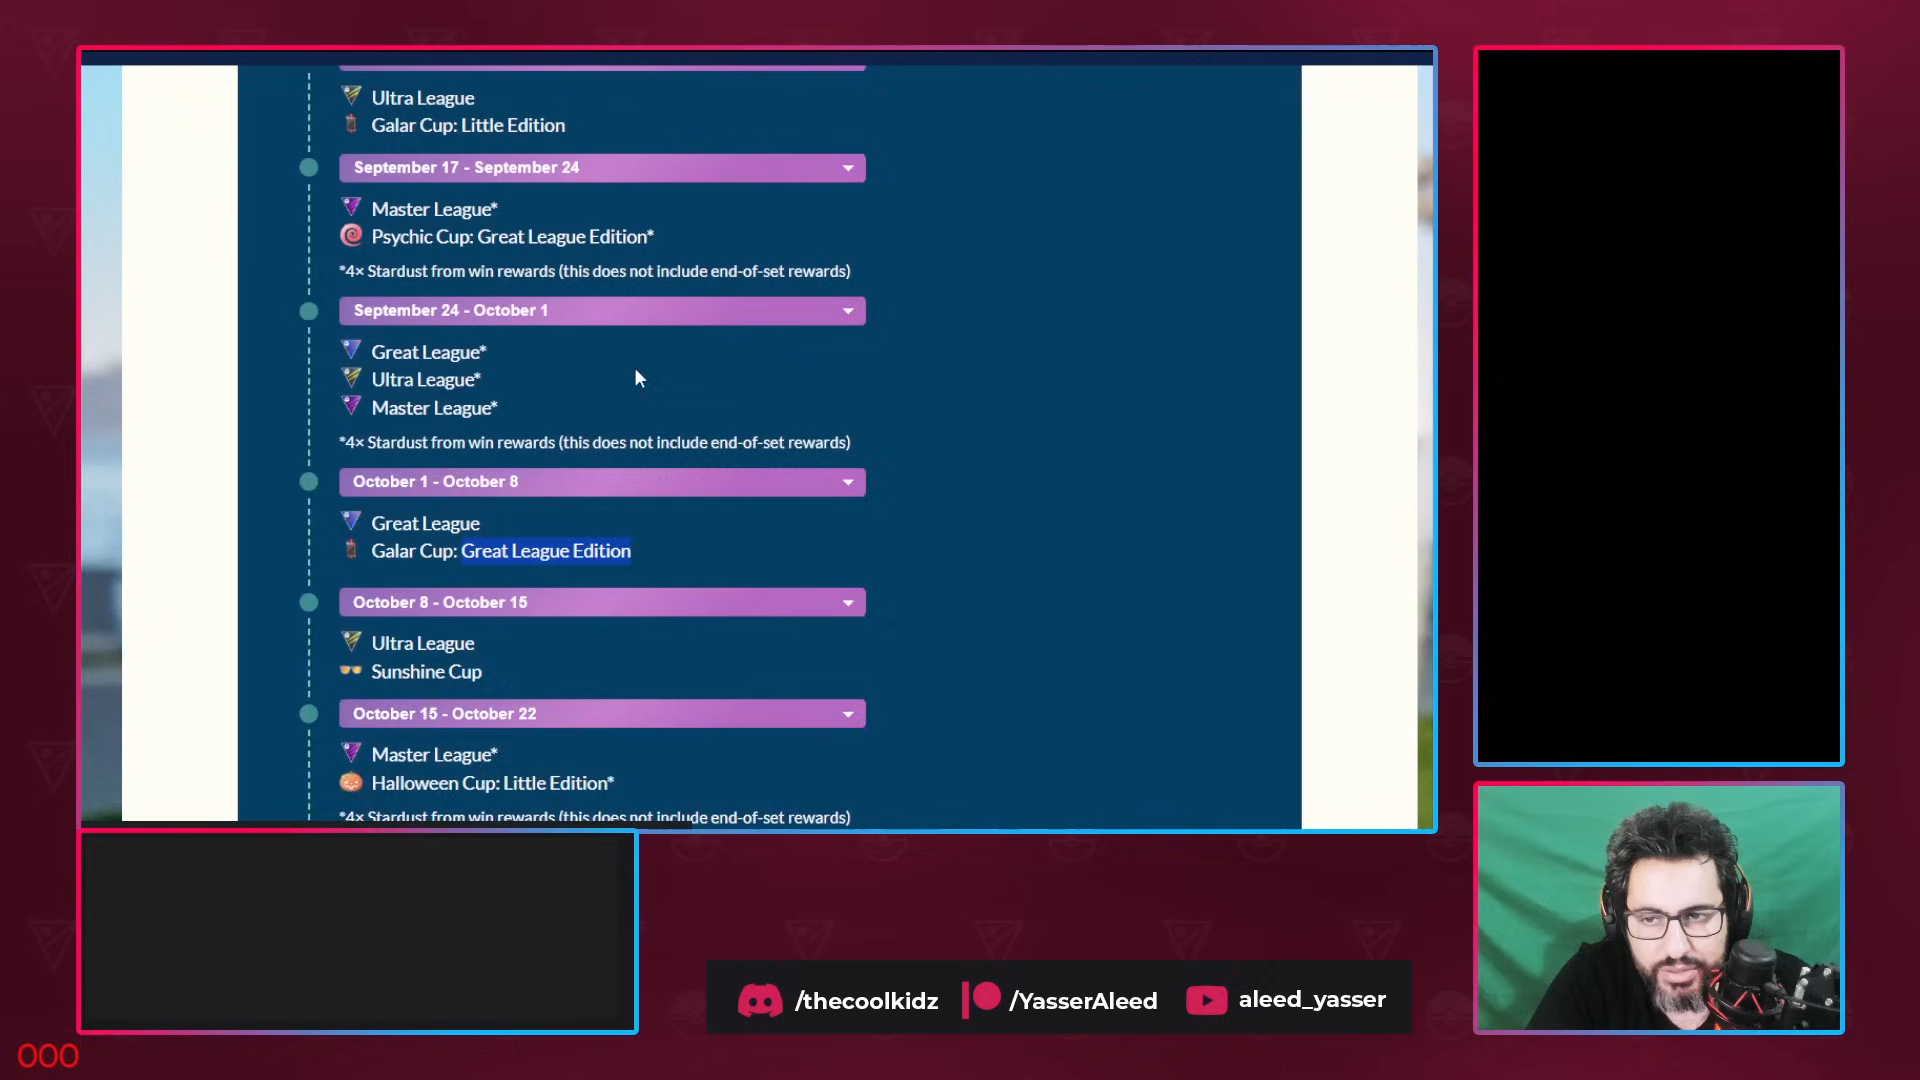 Ultra League
Galar Cup: Little Edition
September 17 - September 24
Master League*
Psychic Cup: Great League Edition*
*4× Stardust from win rewards (this does not include end-of-set rewards)
September 24 - October 1
Great League*
Ultra League*
Master League*
*4× Stardust from win rewards (this does not include end-of-set rewards)
October 1 - October 8
Great League
Galar Cup: Great League Edition
October 8 - October 15
Ultra League
Sunshine Cup
October 15 - October 22
Master League*
Halloween Cup: Little Edition*
*4× Stardust from win rewards (this does not include end-of-set rewards)
/thecoolkidz /YasserAleed aleed_yasser
000